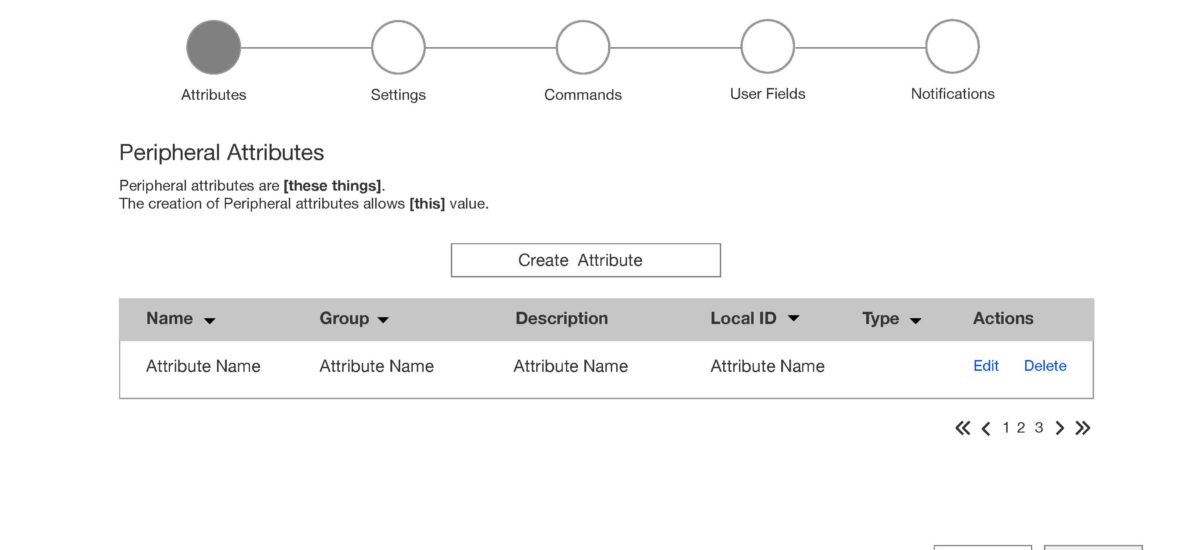 Attributes Settings Commands User Fields Notifications
Peripheral Attributes
Peripheral attributes are [these things].
The creation of Peripheral attributes allows [this] value.
Create Attribute
Name Group Description Local ID Type Actions
Attribute Name Attribute Name Attribute Name Attribute Name Edit Delete
« < 1 2 3 > »